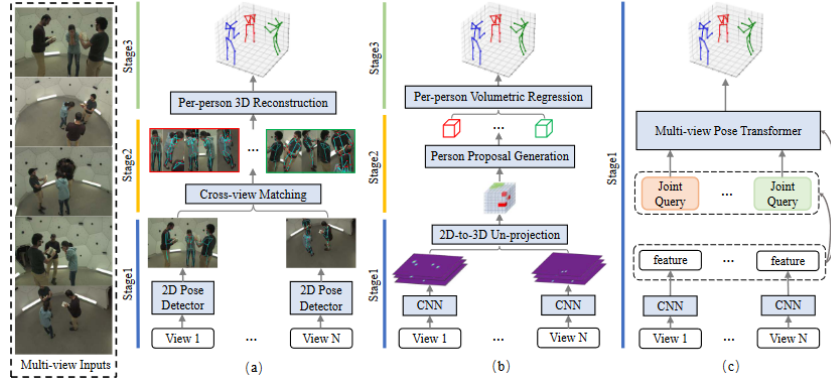 Multi-view Inputs
Stage3
Stage2
Stage1
Per-person 3D Reconstruction
...
Cross-view Matching
2D Pose
Detector
2D Pose
Detector
View 1
...
View N
(a)
Stage3
Stage2
Stage1
Per-person Volumetric Regression
...
Person Proposal Generation
2D-to-3D Un-projection
...
CNN
CNN
View 1
...
View N
(b)
Stage1
Multi-view Pose Transformer
Joint
Query
...
Joint
Query
feature
...
feature
CNN
CNN
View 1
...
View N
(c)